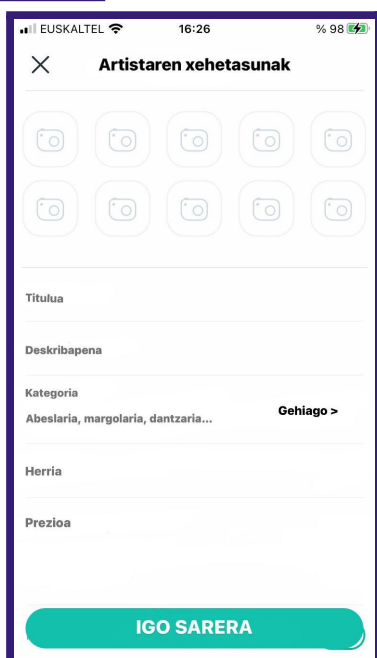 EUSKALTEL 16:26 % 98
Artistaren xehetasunak
Titulua
Deskribapena
Kategoria
Abeslaria, margolaria, dantzaria...
Gehiago >
Herria
Prezioa
IGO SARERA